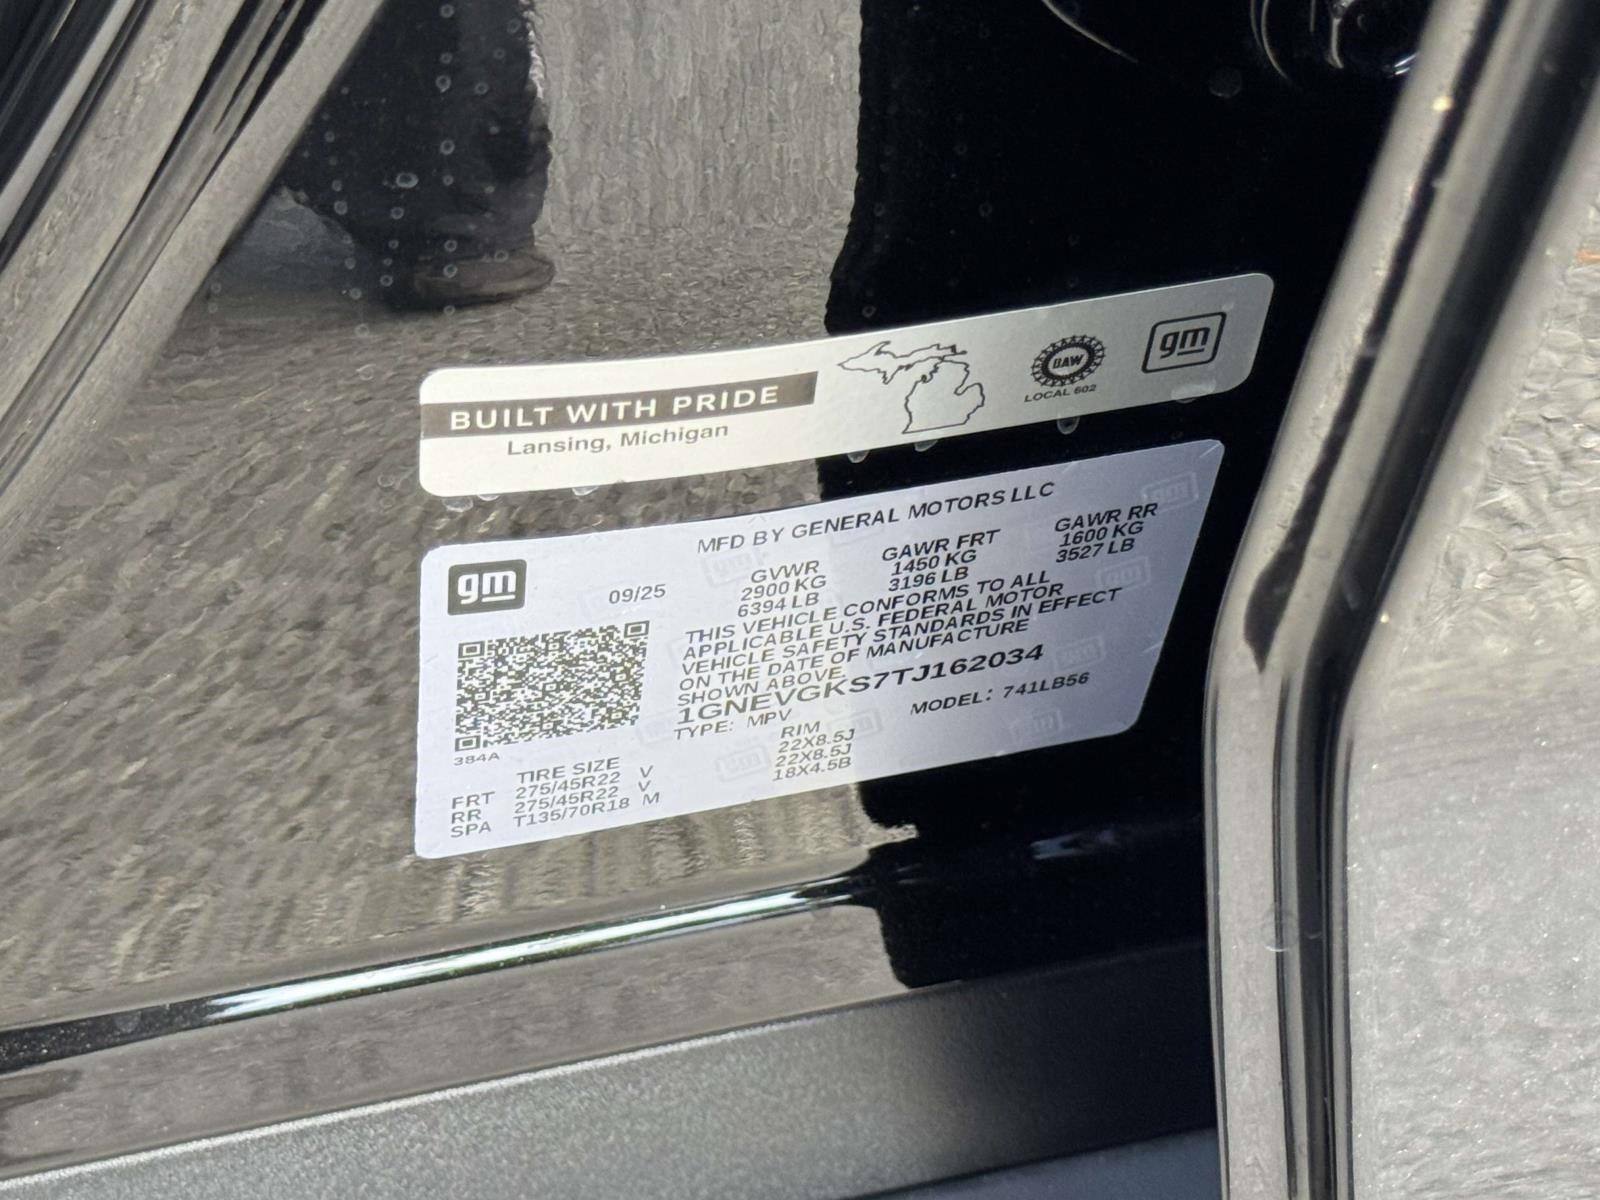 BUILT WITH PRIDE
Lansing, Michigan
UAW
LOCAL 602
gm
MFD BY GENERAL MOTORS LLC
gm
09/25
GVWR GAWR FRT GAWR RR
2900 KG 1450 KG 1600 KG
6394 LB 3196 LB 3527 LB
THIS VEHICLE CONFORMS TO ALL
APPLICABLE U.S. FEDERAL MOTOR
VEHICLE SAFETY STANDARDS IN EFFECT
ON THE DATE OF MANUFACTURE
SHOWN ABOVE.
1GNEVGKS7TJ162034
TYPE: MPV MODEL: 741LB56
384A
TIRE SIZE RIM
FRT 275/45R22 V 22X8.5J
RR 275/45R22 V 22X8.5J
SPA T135/70R18 M 18X4.5B